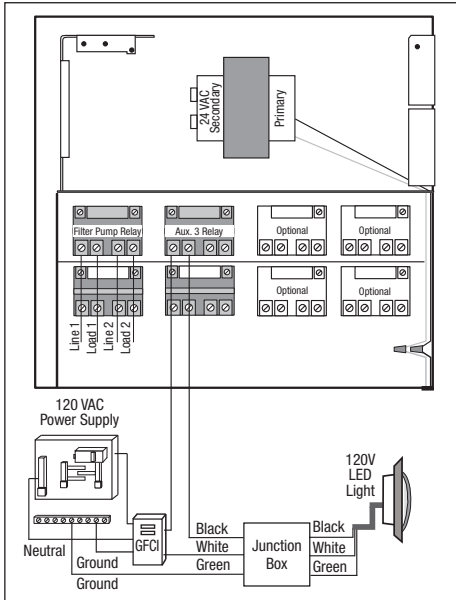 24 VAC
Secondary
Primary
Filter Pump Relay
Aux. 3 Relay
Optional
Optional
Optional
Optional
Line 1
Load 1
Line 2
Load 2
120 VAC
Power Supply
120V
LED
Light
GFCI
Neutral
Ground
Ground
Black
White
Green
Junction
Box
Black
White
Green